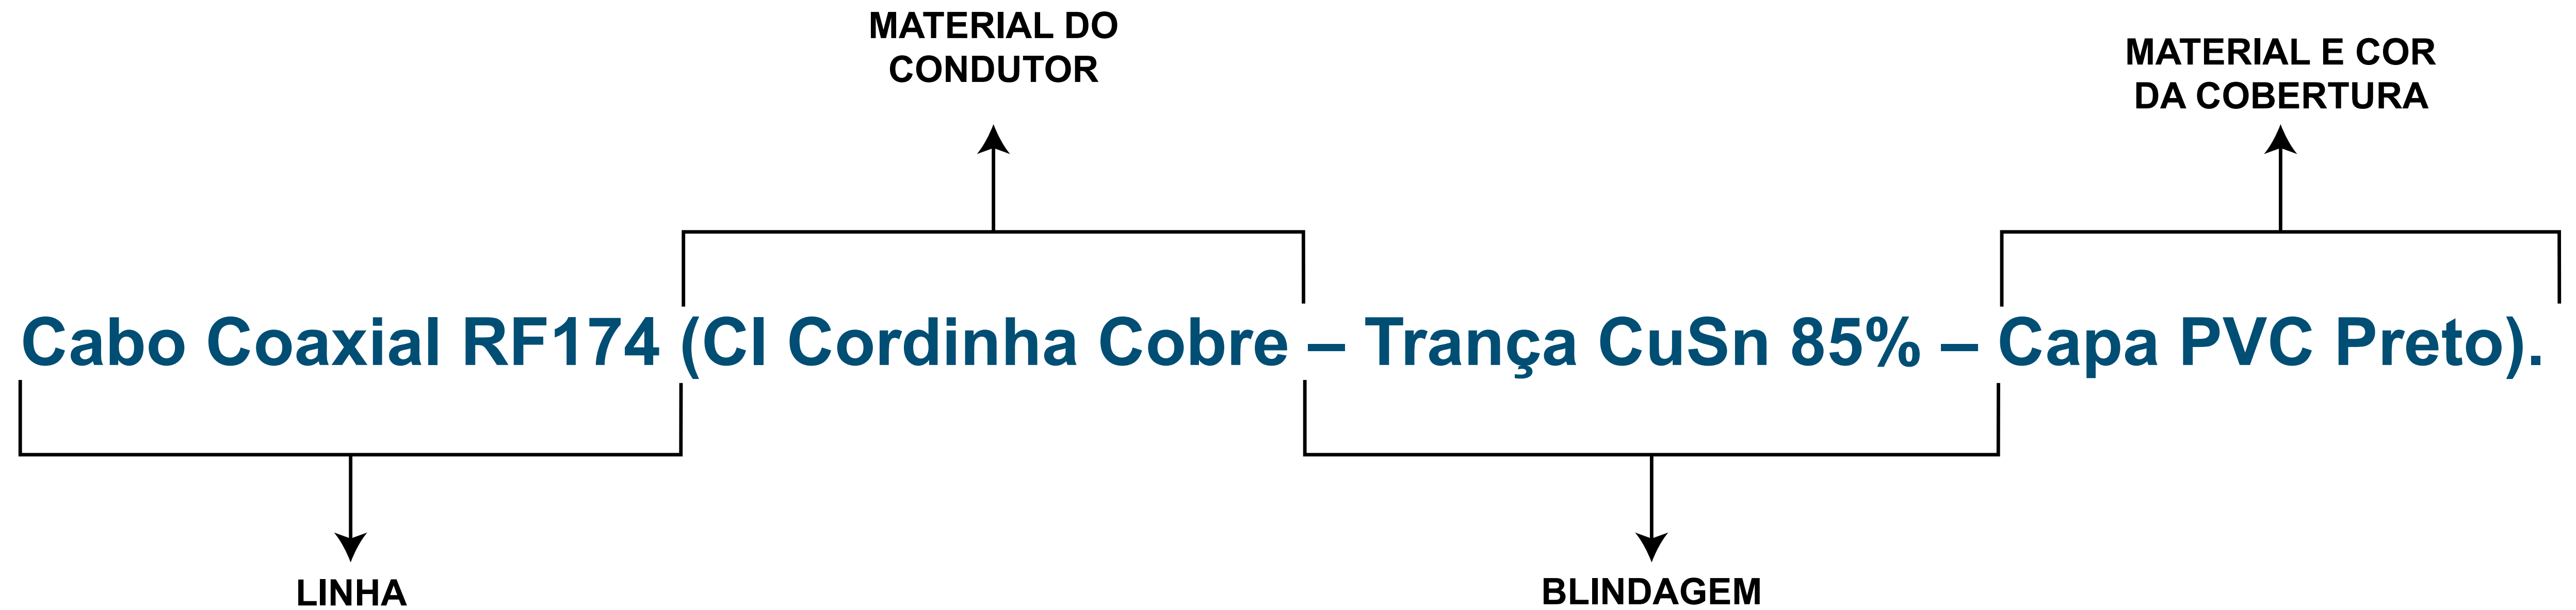 MATERIAL DO
CONDUTOR
MATERIAL E COR
DA COBERTURA
Cabo Coaxial RF174 (CI Cordinha Cobre – Trança CuSn 85% – Capa PVC Preto).
LINHA
BLINDAGEM